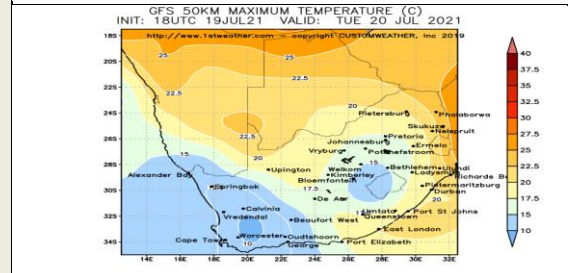 GFS 50KM MAXIMUM TEMPERATURE (C)
INIT: 18UTC 19JUL21 VALID: TUE 20 JUL 2021
http://www.1stweather.com — copyright CUSTOMWEATHER, Inc 2019
18S
20S
22S
24S
26S
28S
30S
32S
34S
14E 16E 18E 20E 22E 24E 26E 28E 30E 32E
25
25
22.5
22.5
22.5
20
20
20
15
15
17.5
10
Pietersburg
Phalaborwa
Skukuza
Nelspruit
Pretoria
Johannesburg
Potchefstroom
Ermelo
Vryburg
Welkom
Bethlehem
Ulundi
Ladysmith
Kimberley
Bloemfontein
Richards B
Pietermaritzburg
Durban
Alexander Bay
Upington
Springbok
De Aar
Umtata
Port St Johns
Queenstown
Calvinia
Vredendal
Beaufort West
East London
Worcester
Oudtshoorn
Cape Town
George
Port Elizabeth
40
37.5
35
32.5
30
27.5
25
22.5
20
17.5
15
10